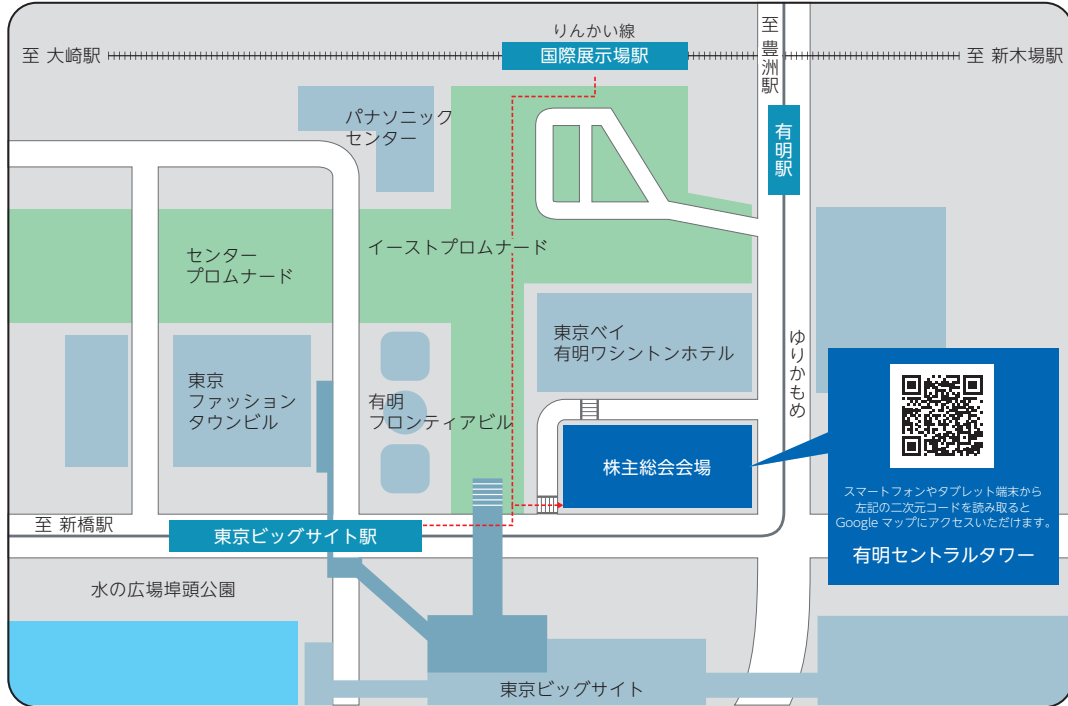 りんかい線
至 大崎駅
国際展示場駅
至 新木場駅
至 豊洲駅
有明駅
パナソニック
センター
センター
プロムナード
イーストプロムナード
東京ベイ
有明ワシントンホテル
ゆりかもめ
東京
ファッション
タウンビル
有明
フロンティアビル
株主総会会場
スマートフォンやタブレット端末から
左記の二次元コードを読み取ると
Google マップにアクセスいただけます。
有明セントラルタワー
至 新橋駅
東京ビッグサイト駅
水の広場埠頭公園
東京ビッグサイト